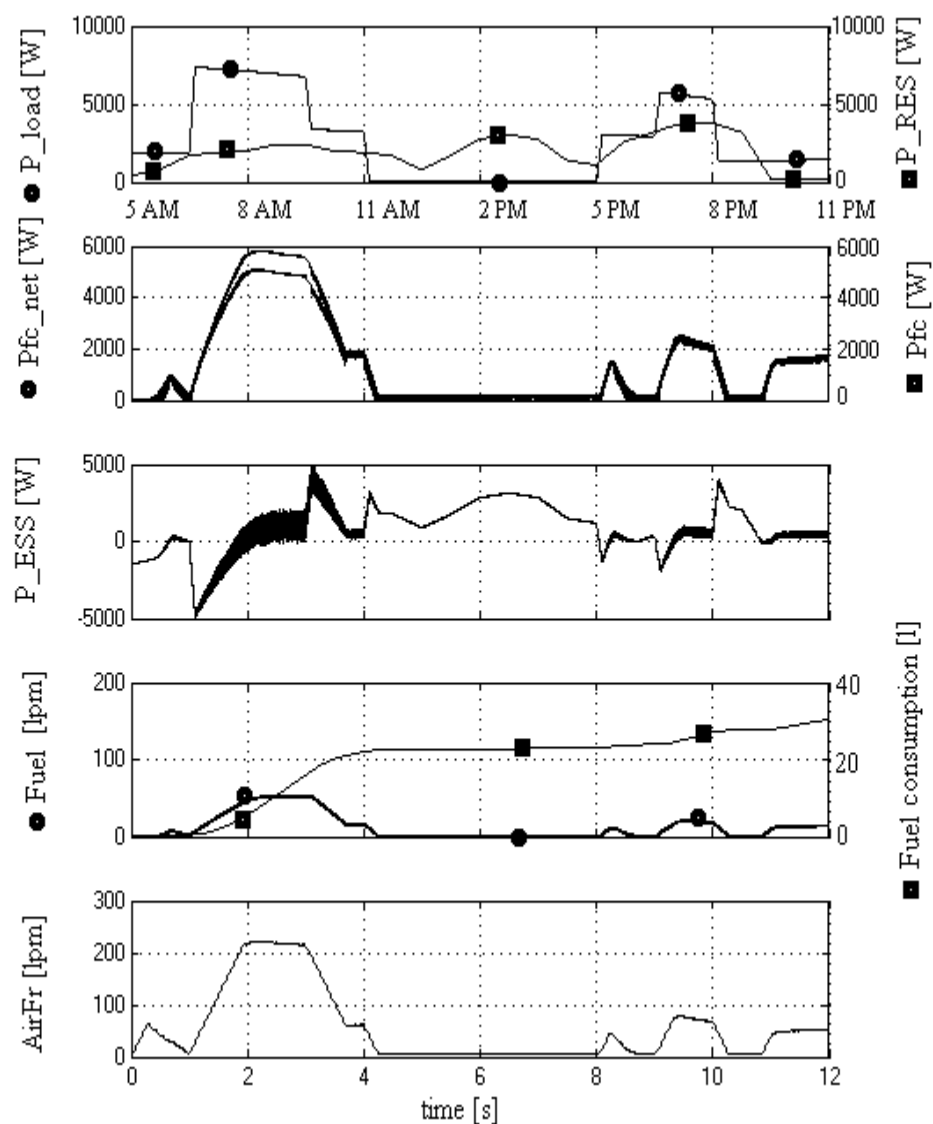 P_load [W]
10000
5000
0
10000
5000
0
P_RES [W]
5 AM 8 AM 11 AM 2 PM 5 PM 8 PM 11 PM
Pfc_net [W]
6000
4000
2000
0
6000
4000
2000
0
Pfc [W]
P_ESS [W]
5000
0
-5000
Fuel [lpm]
200
100
0
40
20
0
Fuel consumption [l]
AirFr [lpm]
300
200
100
0
0 2 4 6 8 10 12
time [s]